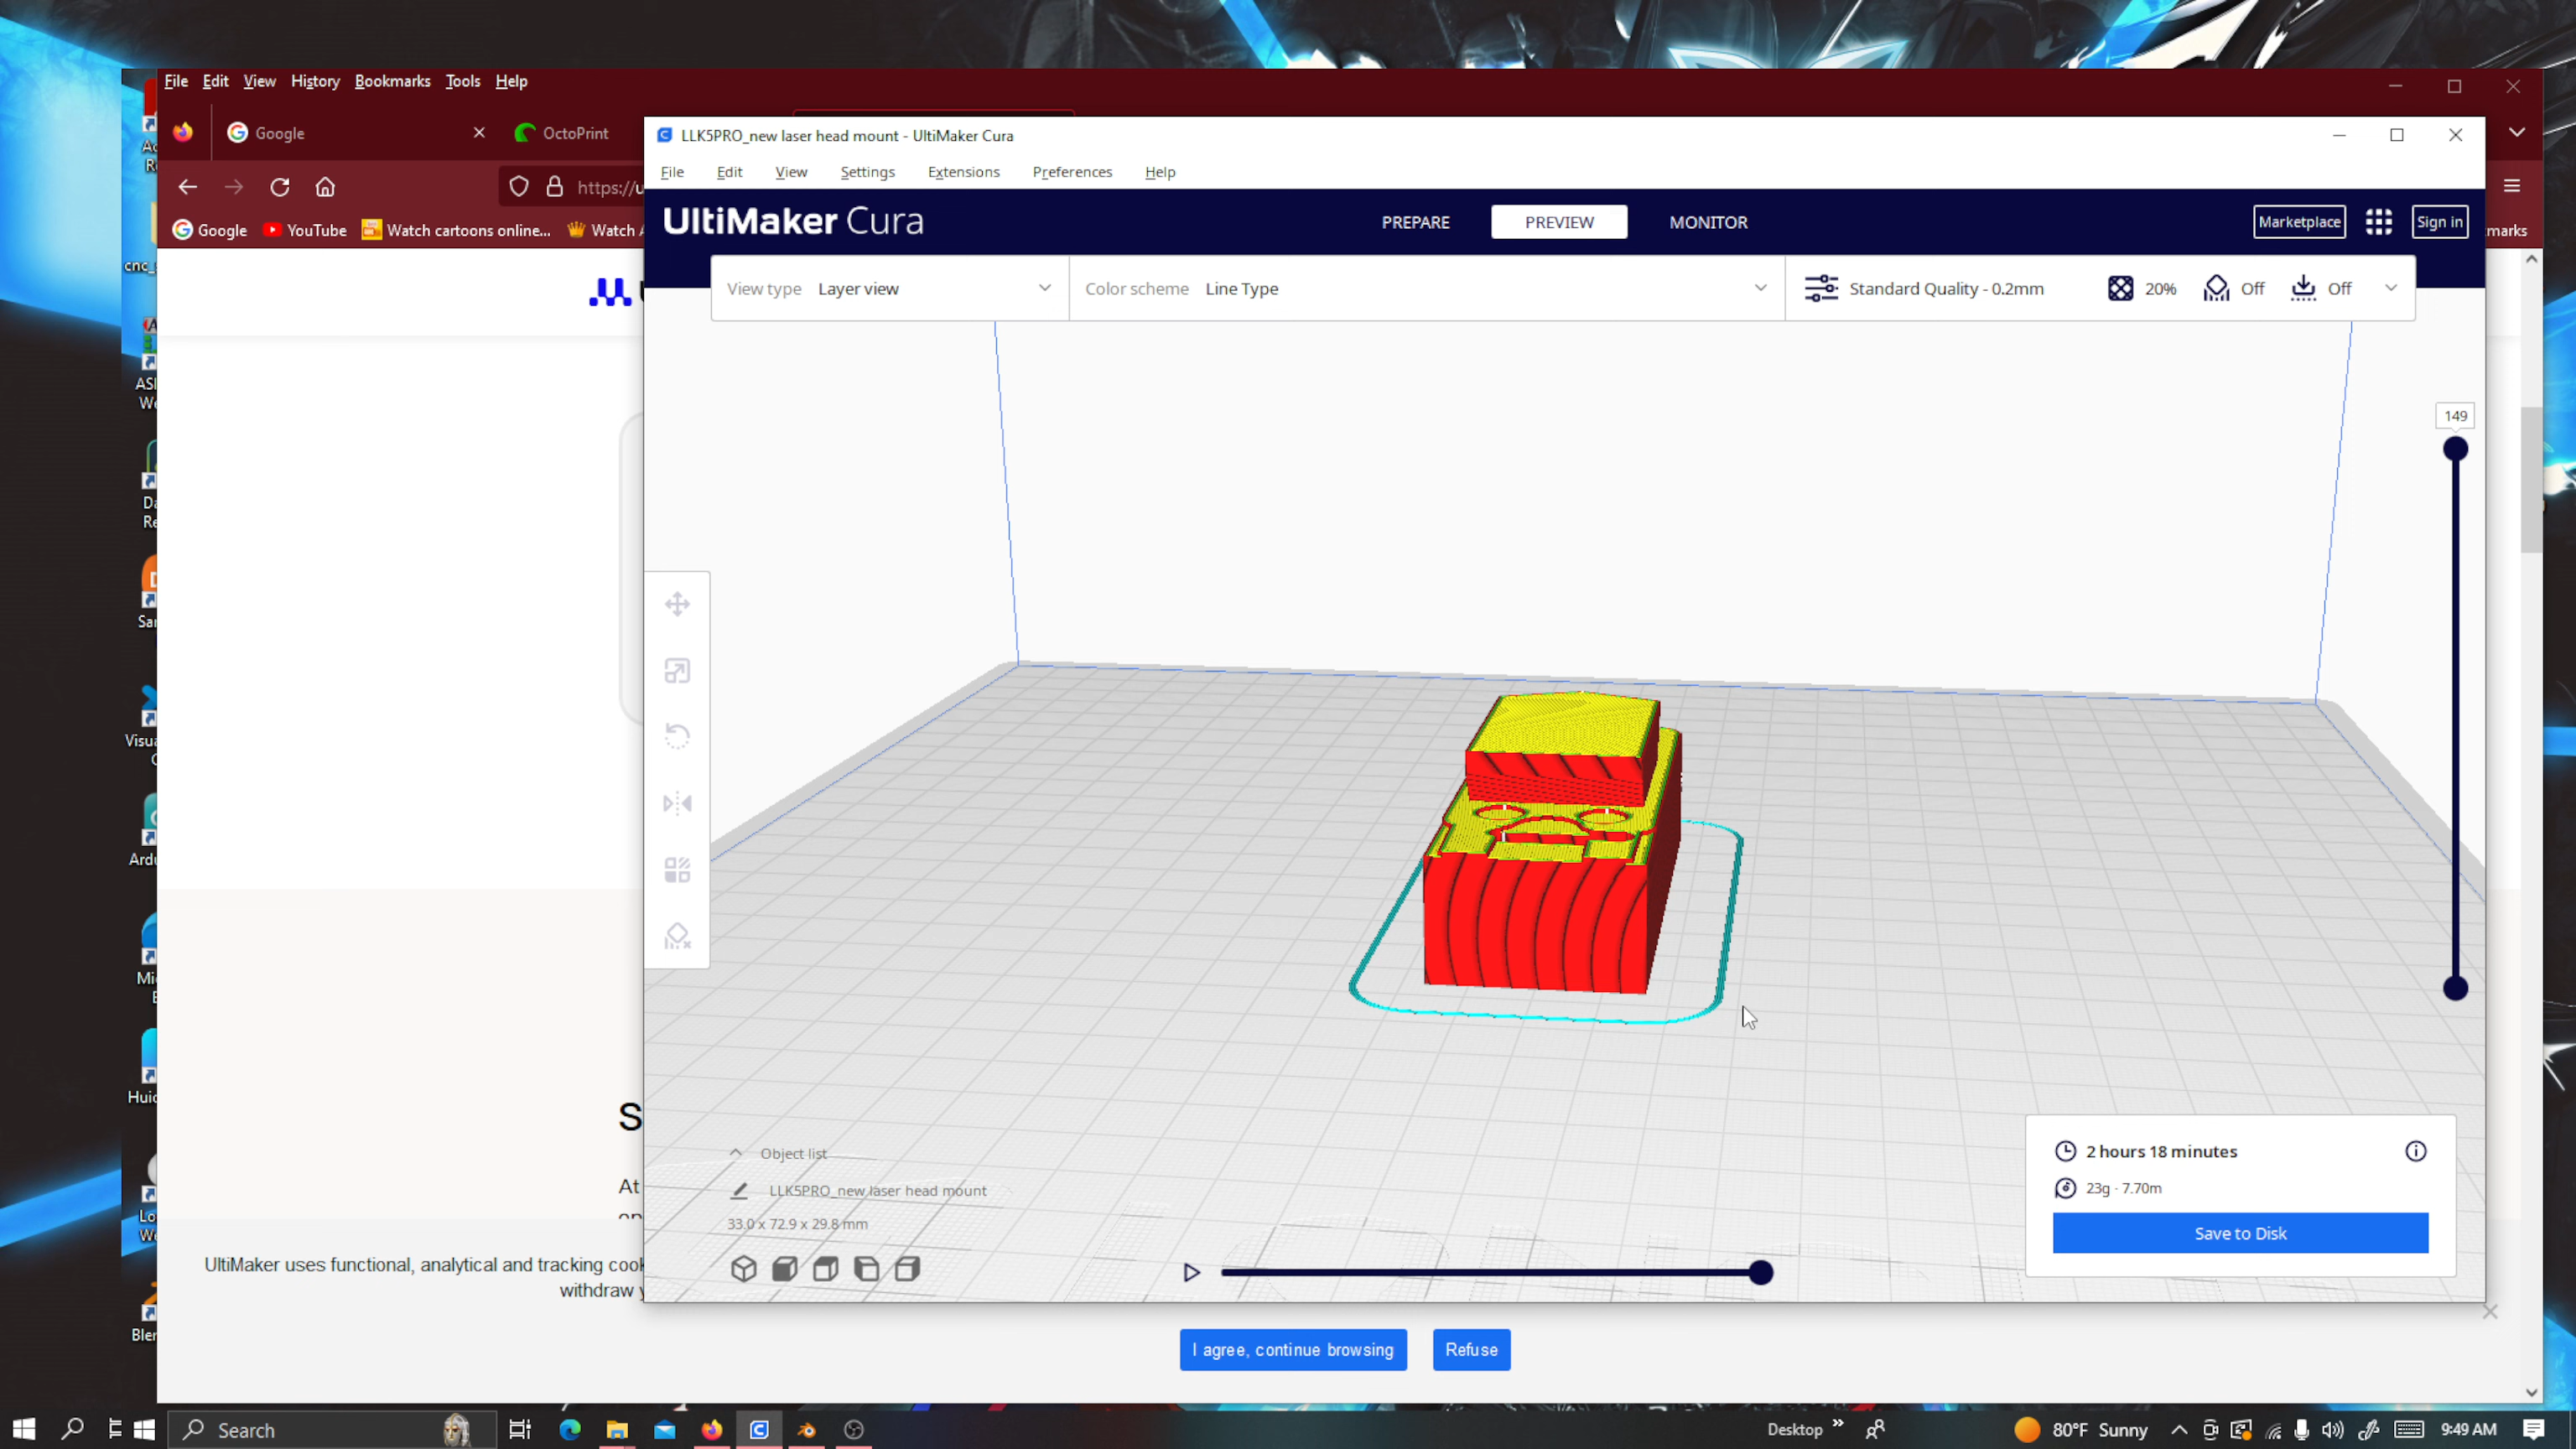 File Edit View History Bookmarks Tools Help
Google
OctoPrint
LLK5PRO_new laser head mount - UltiMaker Cura
File Edit View Settings Extensions Preferences Help
https://u
Google YouTube Watch cartoons online... Watch
UltiMaker Cura
PREPARE PREVIEW MONITOR
Marketplace Sign in
marks
View type Layer view
Color scheme Line Type
Standard Quality - 0.2mm 20% Off Off
149
Object list
LLK5PRO_new laser head mount
33.0 x 72.9 x 29.8 mm
2 hours 18 minutes
23g · 7.70m
Save to Disk
S
At
UltiMaker uses functional, analytical and tracking cook
withdraw y
I agree, continue browsing Refuse
Search
Desktop
80°F Sunny
9:49 AM